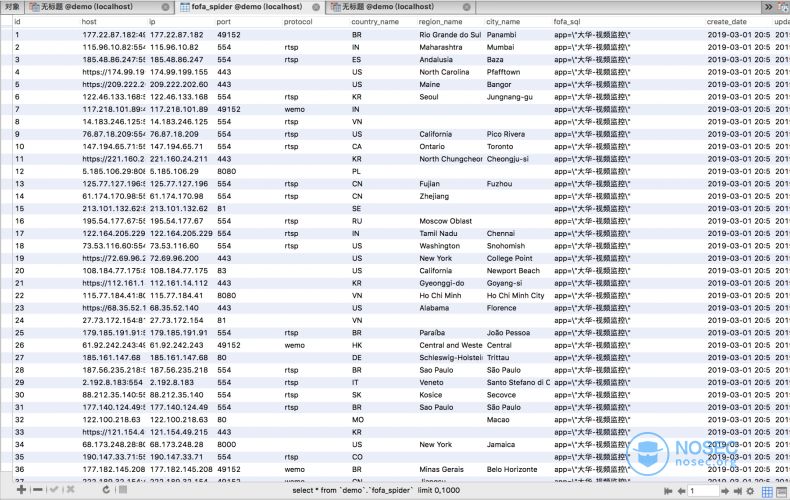 对象 无标题 @demo (localhost) fofa_spider @demo (localhost) 无标题 @demo (localhost)
id host ip port protocol country_name region_name city_name fofa_sql create_date upda
1 177.22.87.182:49 177.22.87.182 49152 BR Rio Grande do Sul Panambi app=\"大华-视频监控\" 2019-03-01 20:5 2019
2 115.96.10.82:554 115.96.10.82 554 rtsp IN Maharashtra Mumbai app=\"大华-视频监控\" 2019-03-01 20:5 2019
3 185.48.86.247:55 185.48.86.247 554 rtsp ES Andalusia Baza app=\"大华-视频监控\" 2019-03-01 20:5 2019
4 https://174.99.19 174.99.199.155 443 US North Carolina Pfafftown app=\"大华-视频监控\" 2019-03-01 20:5 2019
5 https://209.222.2 209.222.202.60 443 US Maine Bangor app=\"大华-视频监控\" 2019-03-01 20:5 2019
6 122.46.133.168:5 122.46.133.168 554 rtsp KR Seoul Jungnang-gu app=\"大华-视频监控\" 2019-03-01 20:5 2019
7 117.218.101.89:4 117.218.101.89 49152 wemo IN app=\"大华-视频监控\" 2019-03-01 20:5 2019
8 14.183.246.125:5 14.183.246.125 554 rtsp VN app=\"大华-视频监控\" 2019-03-01 20:5 2019
9 76.87.18.209:554 76.87.18.209 554 rtsp US California Pico Rivera app=\"大华-视频监控\" 2019-03-01 20:5 2019
10 147.194.65.71:55 147.194.65.71 554 rtsp CA Ontario Toronto app=\"大华-视频监控\" 2019-03-01 20:5 2019
11 https://221.160.2 221.160.24.211 443 KR North Chungcheon Cheongju-si app=\"大华-视频监控\" 2019-03-01 20:5 2019
12 5.185.106.29:808 5.185.106.29 8080 PL app=\"大华-视频监控\" 2019-03-01 20:5 2019
13 125.77.127.196:5 125.77.127.196 554 rtsp CN Fujian Fuzhou app=\"大华-视频监控\" 2019-03-01 20:5 2019
14 61.174.170.98:55 61.174.170.98 554 rtsp CN Zhejiang app=\"大华-视频监控\" 2019-03-01 20:5 2019
15 213.101.132.62:8 213.101.132.62 81 SE app=\"大华-视频监控\" 2019-03-01 20:5 2019
16 195.54.177.67:55 195.54.177.67 554 rtsp RU Moscow Oblast app=\"大华-视频监控\" 2019-03-01 20:5 2019
17 122.164.205.229: 122.164.205.229 554 rtsp IN Tamil Nadu Chennai app=\"大华-视频监控\" 2019-03-01 20:5 2019
18 73.53.116.60:554 73.53.116.60 554 rtsp US Washington Snohomish app=\"大华-视频监控\" 2019-03-01 20:5 2019
19 https://72.69.96.2 72.69.96.200 443 US New York College Point app=\"大华-视频监控\" 2019-03-01 20:5 2019
20 108.184.77.175:8 108.184.77.175 83 US California Newport Beach app=\"大华-视频监控\" 2019-03-01 20:5 2019
21 https://112.161.1 112.161.14.112 443 KR Gyeonggi-do Goyang-si app=\"大华-视频监控\" 2019-03-01 20:5 2019
22 115.77.184.41:80 115.77.184.41 8080 VN Ho Chi Minh Ho Chi Minh City app=\"大华-视频监控\" 2019-03-01 20:5 2019
23 https://68.35.52.1 68.35.52.140 443 US Alabama Florence app=\"大华-视频监控\" 2019-03-01 20:5 2019
24 27.73.172.154:81 27.73.172.154 81 VN app=\"大华-视频监控\" 2019-03-01 20:5 2019
25 179.185.191.91:5 179.185.191.91 554 rtsp BR Paraíba João Pessoa app=\"大华-视频监控\" 2019-03-01 20:5 2019
26 61.92.242.243:49 61.92.242.243 49152 wemo HK Central and Weste Central app=\"大华-视频监控\" 2019-03-01 20:5 2019
27 185.161.147.68 185.161.147.68 80 DE Schleswig-Holstein Trittau app=\"大华-视频监控\" 2019-03-01 20:5 2019
28 187.56.235.218:5 187.56.235.218 554 rtsp BR Sao Paulo São Paulo app=\"大华-视频监控\" 2019-03-01 20:5 2019
29 2.192.8.183:554 2.192.8.183 554 rtsp IT Veneto Santo Stefano di C app=\"大华-视频监控\" 2019-03-01 20:5 2019
30 88.212.35.140:55 88.212.35.140 554 rtsp SK Kosice Secovce app=\"大华-视频监控\" 2019-03-01 20:5 2019
31 177.140.124.49:5 177.140.124.49 554 rtsp BR Sao Paulo São Paulo app=\"大华-视频监控\" 2019-03-01 20:5 2019
32 122.100.218.63 122.100.218.63 80 MO Macao app=\"大华-视频监控\" 2019-03-01 20:5 2019
33 https://121.154.4 121.154.49.215 443 KR app=\"大华-视频监控\" 2019-03-01 20:5 2019
34 68.173.248.28:80 68.173.248.28 8000 US New York Jamaica app=\"大华-视频监控\" 2019-03-01 20:5 2019
35 190.147.33.71:55 190.147.33.71 554 rtsp CO app=\"大华-视频监控\" 2019-03-01 20:5 2019
36 177.182.145.208: 177.182.145.208 49152 wemo BR Minas Gerais Belo Horizonte app=\"大华-视频监控\" 2019-03-01 20:5 2019
NOSEC
nosec.org
select * from `demo`.`fofa_spider` limit 0,1000 1